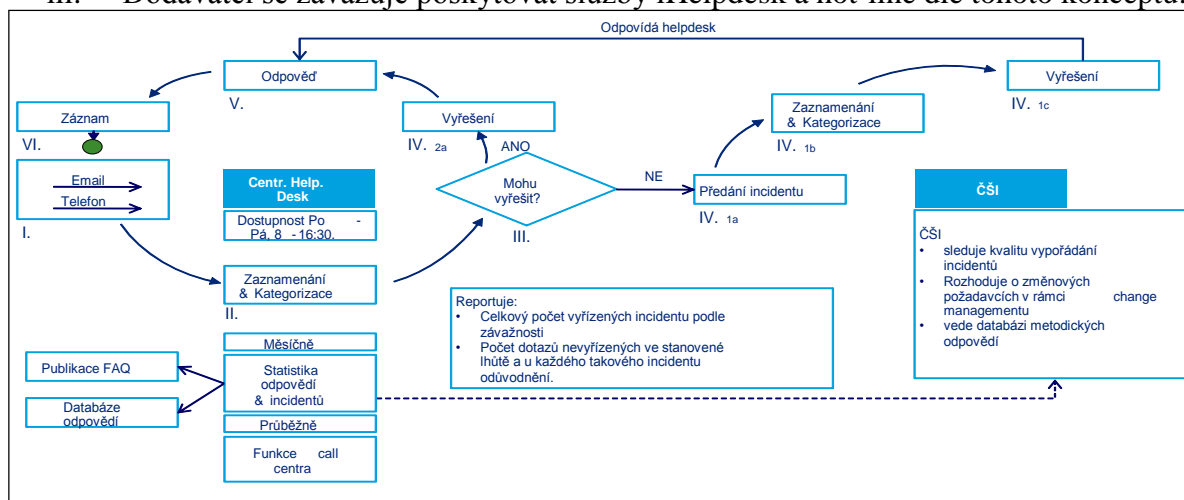 iii. Dodavatel se zavazuje poskytovat služby iHelpdesk a hot-line dle tohoto konceptu.
Odpovídá helpdesk
Odpověď
V.
Vyřešení
IV. 1c
Záznam
VI.
Vyřešení
IV. 2a
Zaznamenání
& Kategorizace
IV. 1b
ANO
Email
Telefon
I.
Centr. Help.
Desk
Dostupnost Po -
Pá, 8 -16:30.
Mohu
vyřešit?
III.
NE
Předání incidentu
IV. 1a
ČŠI
Zaznamenání
& Kategorizace
II.
ČŠI
• sleduje kvalitu vypořádání
incidentů
• Rozhoduje o změnových
požadavcích v rámci change
managementu
• vede databázi metodických
odpovědí
Reportuje:
• Celkový počet vyřízených incidentu podle
závažnosti
• Počet dotazů nevyřízených ve stanovené
lhůtě a u každého takového incidentu
odůvodnění.
Měsíčně
Publikace FAQ
Statistika
odpovědí
& incidentů
Databáze
odpovědí
Průběžně
Funkce call
centra